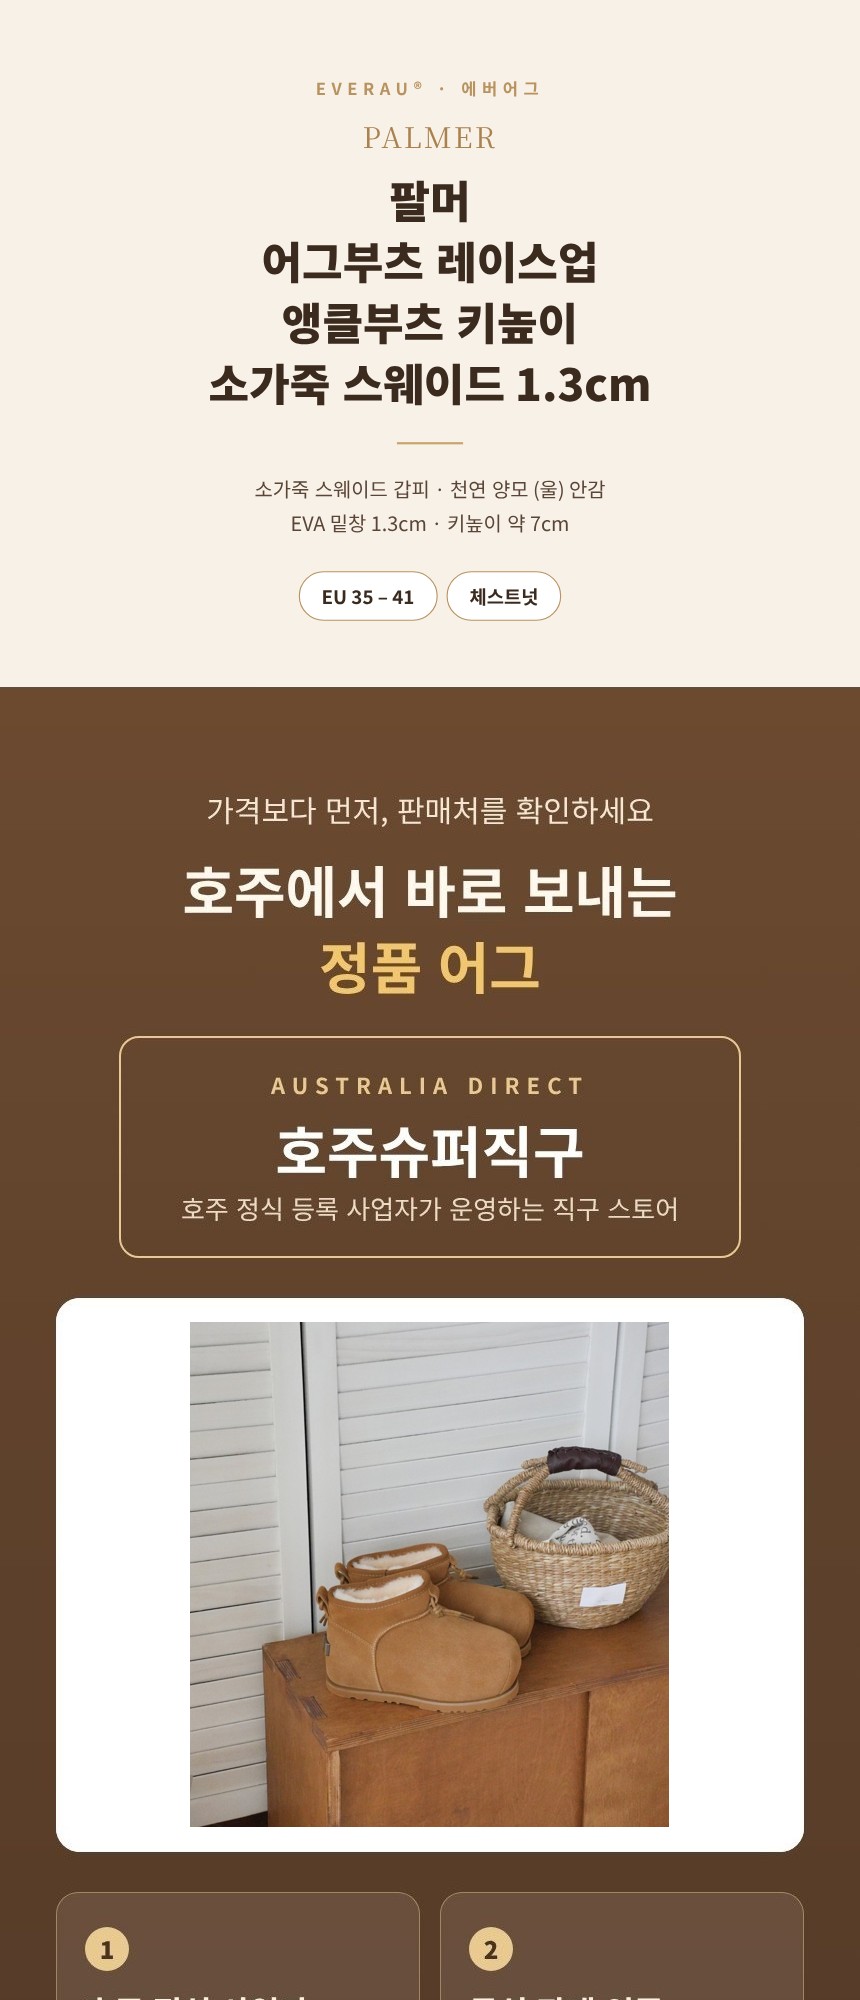 EVERAU® · 에버어그
PALMER
팔머
어그부츠 레이스업
앵클부츠 키높이
소가죽 스웨이드 1.3cm
소가죽 스웨이드 갑피 · 천연 양모 (울) 안감
EVA 밑창 1.3cm · 키높이 약 7cm
EU 35 – 41
체스트넛
가격보다 먼저, 판매처를 확인하세요
호주에서 바로 보내는
정품 어그
AUSTRALIA DIRECT
호주슈퍼직구
호주 정식 등록 사업자가 운영하는 직구 스토어
1
2